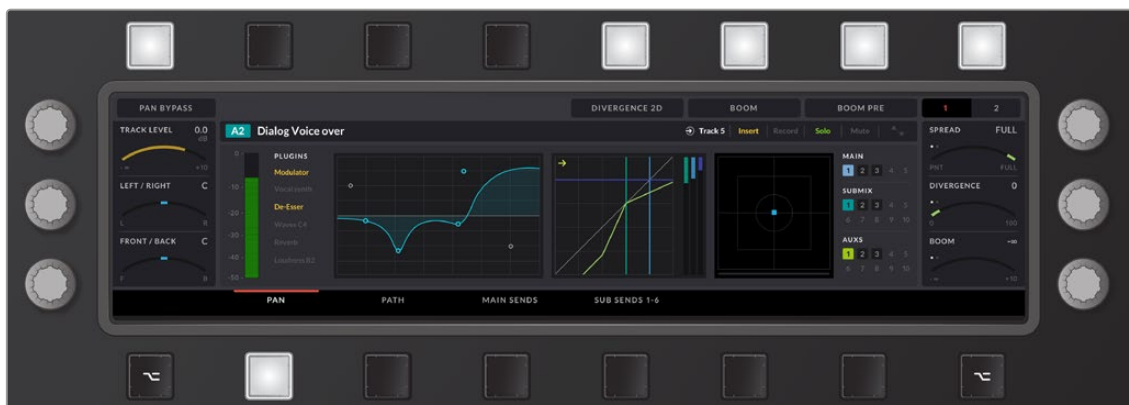 PAN BYPASS
DIVERGENCE 2D
BOOM
BOOM PRE
1 2
TRACK LEVEL 0.0
dB
-∞ +10
LEFT / RIGHT C
L R
FRONT / BACK C
F B
A2 Dialog Voice over
Track 5 Insert Record Solo Mute
0
-10
-20
-30
-40
-50
PLUGINS
Modulator
Vocal synth
De-Esser
Waves C4
Reverb
Loudness R2
MAIN
1 2 3 4 5
SUBMIX
1 2 3 4 5
6 7 8 9 10
AUXS
1 2 3 4 5
6 7 8 9 10
SPREAD FULL
PNT FULL
DIVERGENCE 0
0 100
BOOM -∞
-∞ +10
PAN
PATH
MAIN SENDS
SUB SENDS 1-6